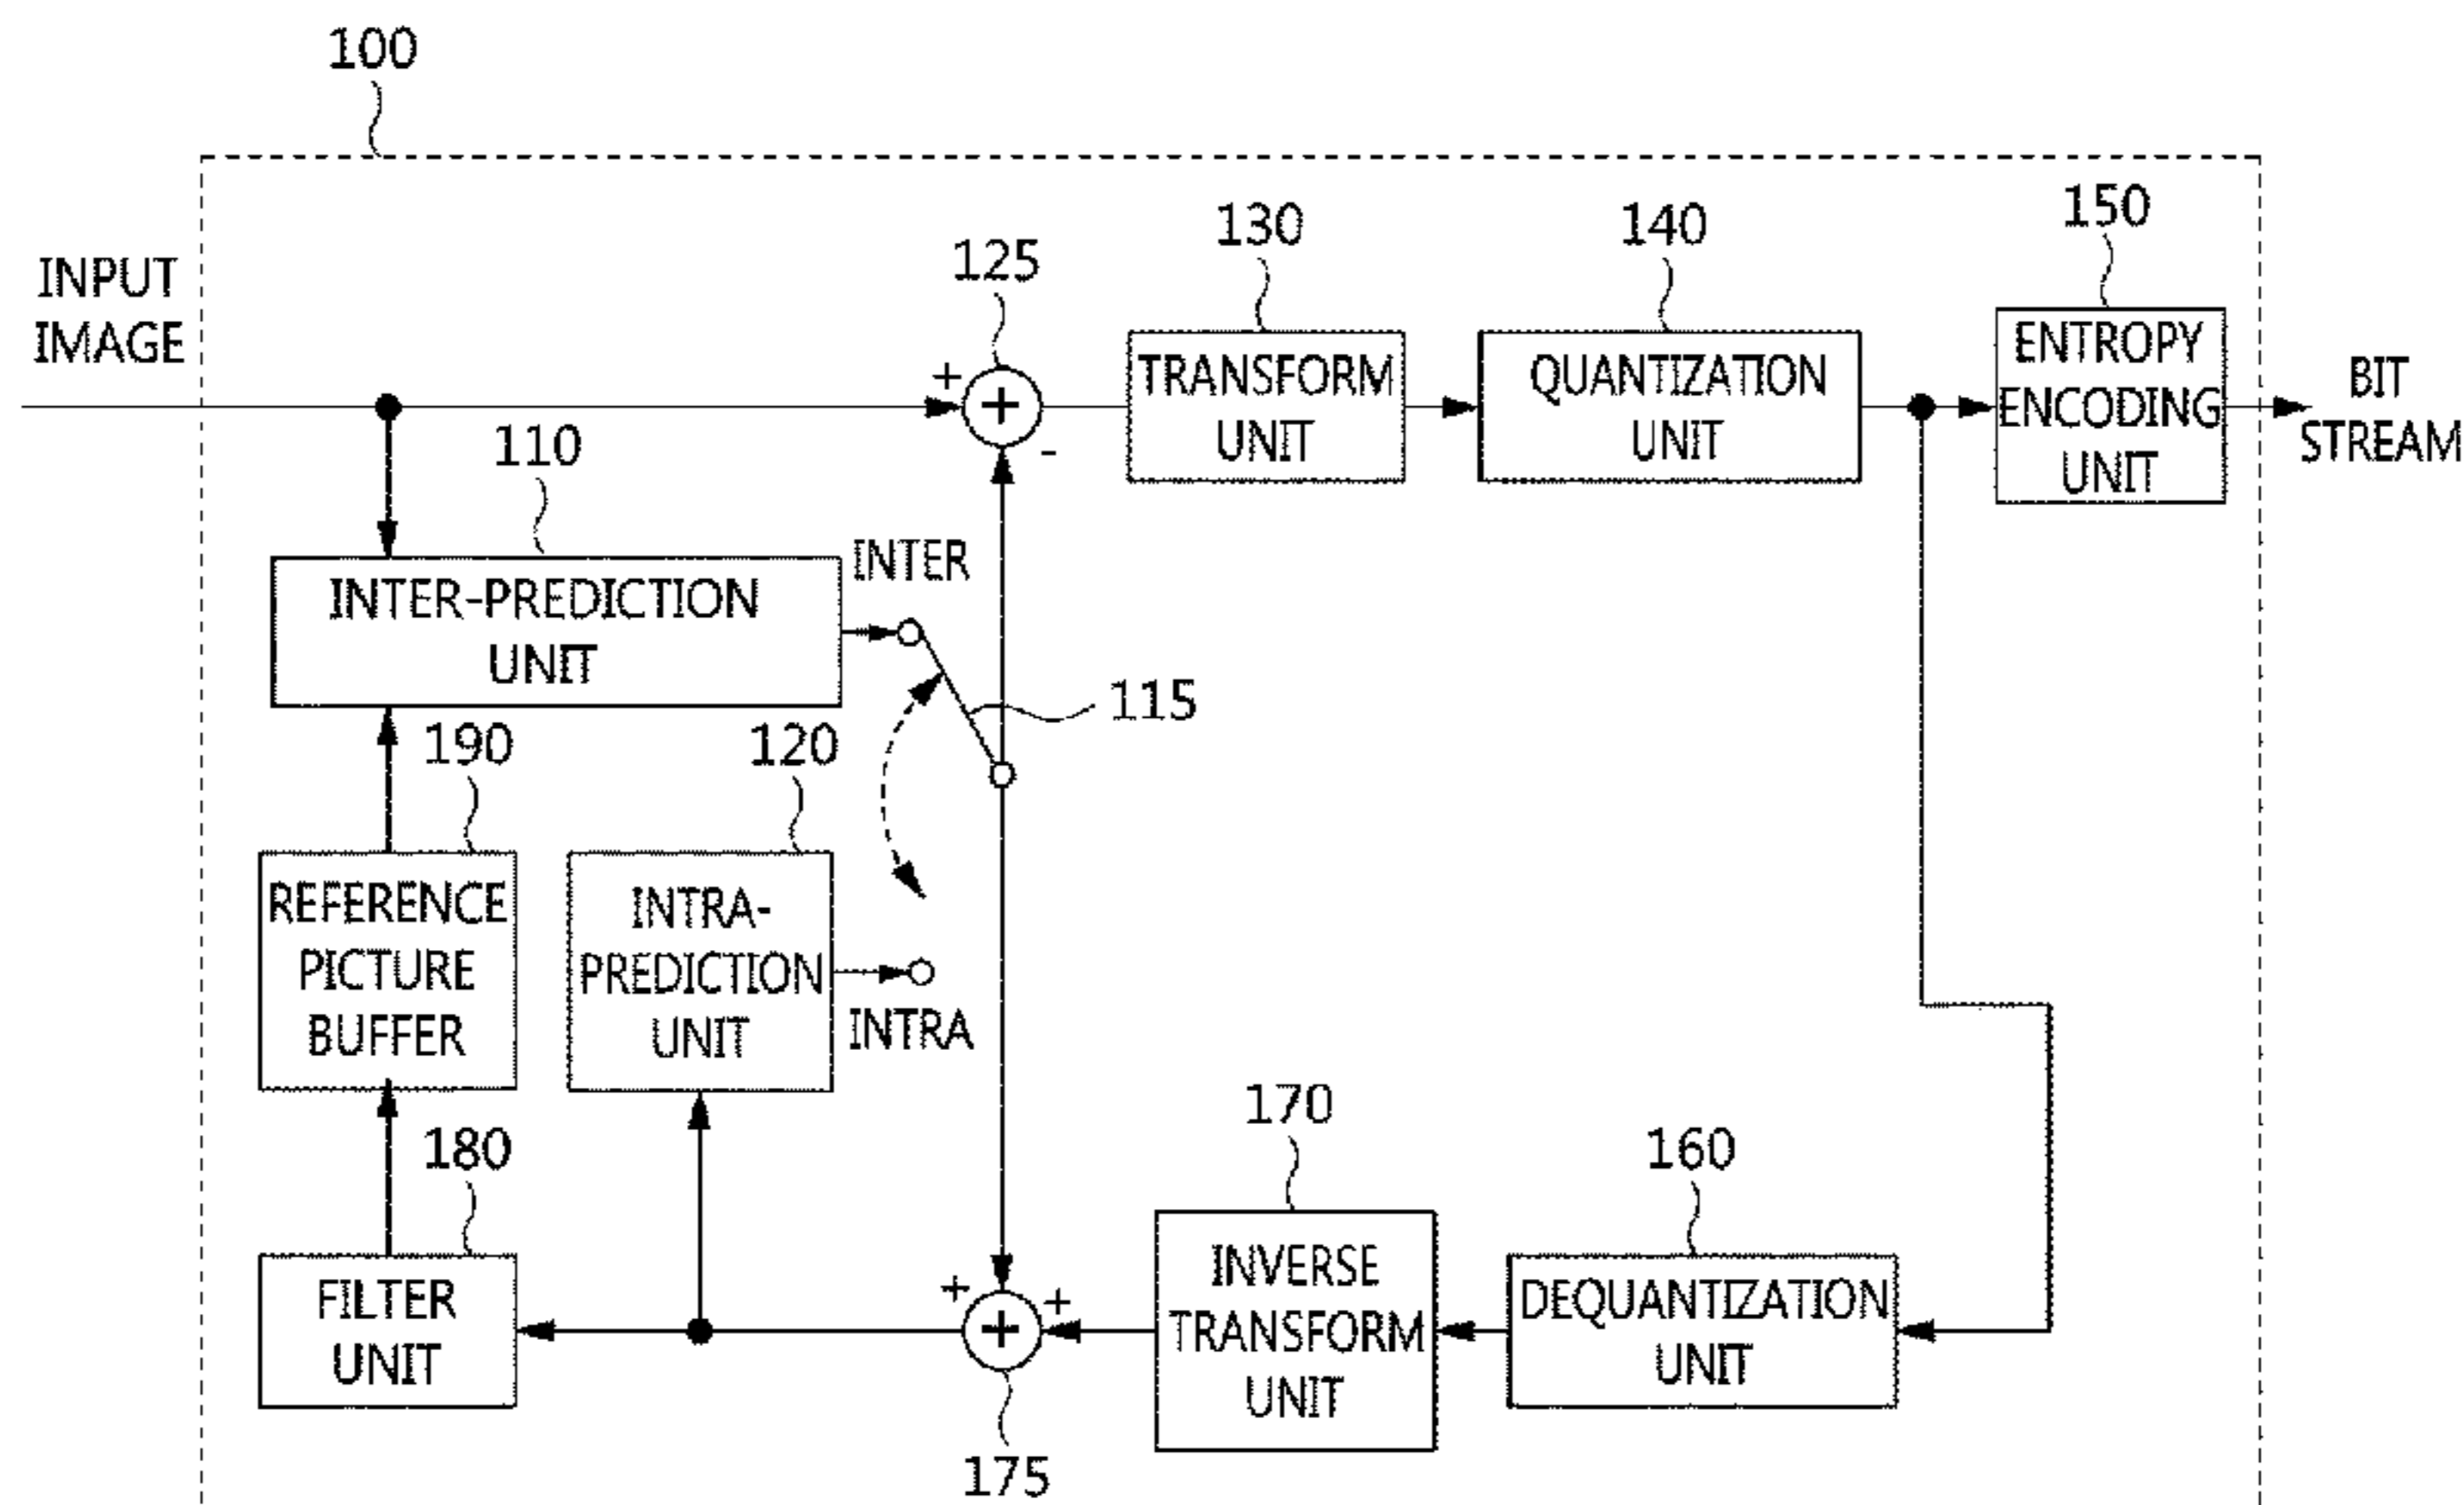 100
INPUT
IMAGE
125
130
140
150
+
+
-
TRANSFORM
UNIT
QUANTIZATION
UNIT
ENTROPY
ENCODING
UNIT
BIT
STREAM
110
INTER-PREDICTION
UNIT
INTER
115
190
120
REFERENCE
PICTURE
BUFFER
INTRA-
PREDICTION
UNIT
INTRA
180
170
160
FILTER
UNIT
+
+
+
INVERSE
TRANSFORM
UNIT
DEQUANTIZATION
UNIT
175